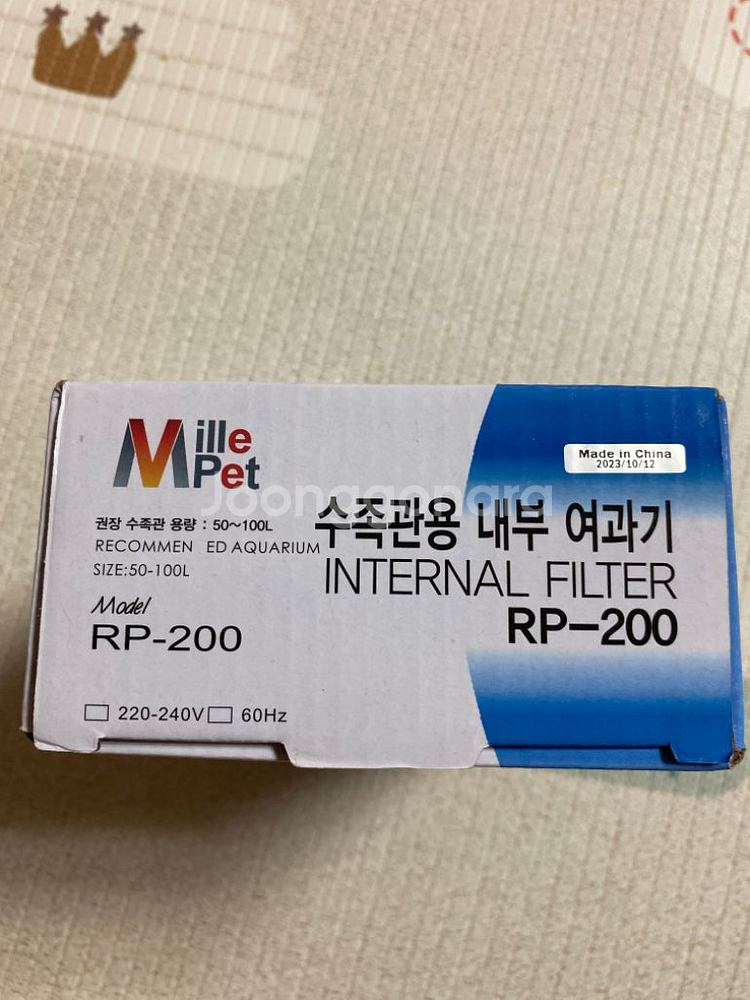 Mille
Pet
Made in China
2023/10/12
Joonggonara
권장 수족관 용량 : 50~100L
RECOMMEN ED AQUARIUM
SIZE:50-100L
수족관용 내부 여과기
INTERNAL FILTER
RP-200
Model
RP-200
220-240V 60Hz